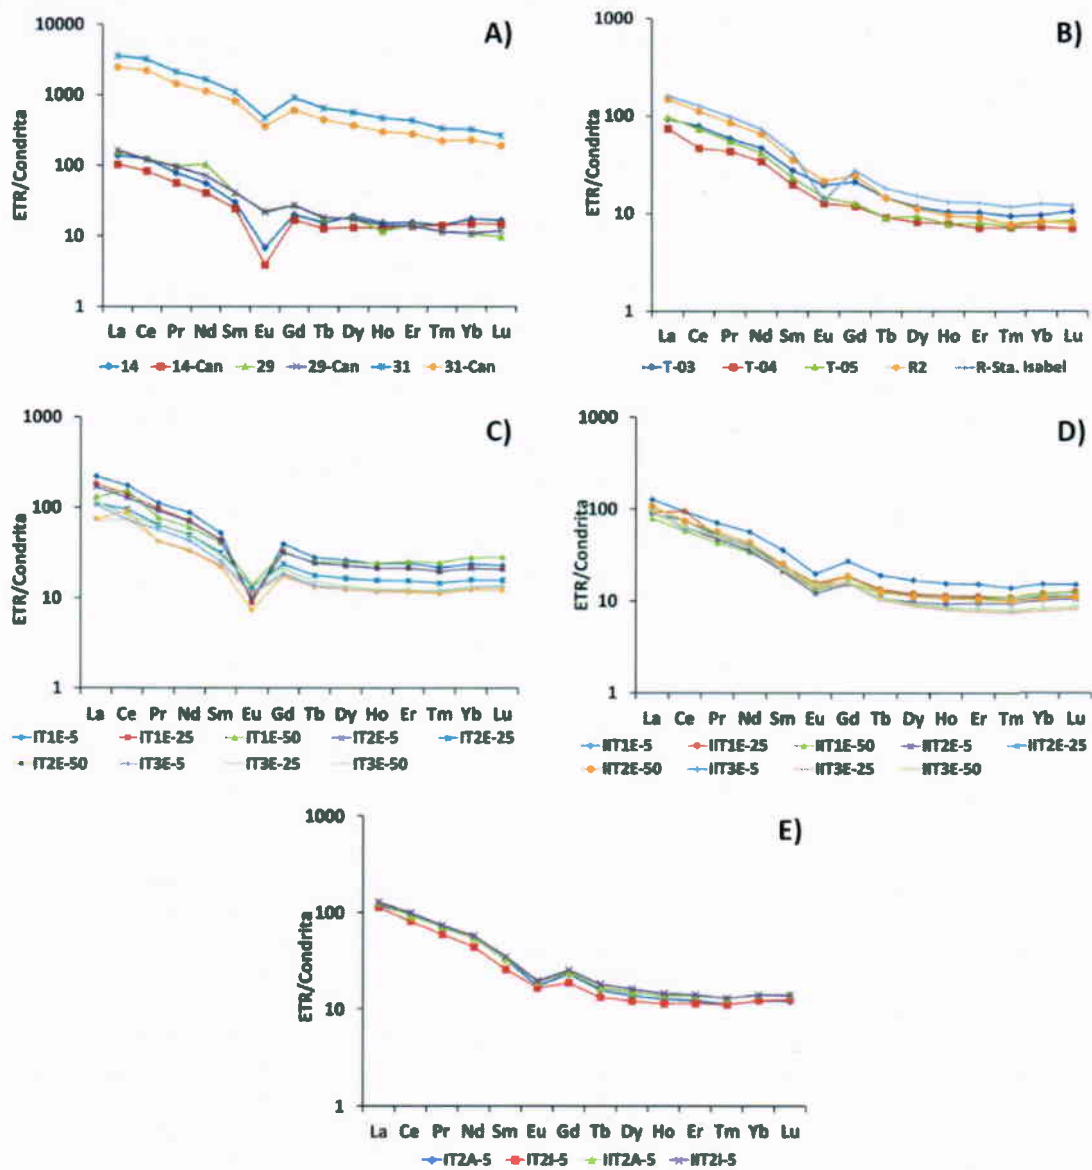 A)
10000
1000
100
10
1
ETR/Condrita
La Ce Pr Nd Sm Eu Gd Tb Dy Ho Er Tm Yb Lu
14 14-Can 29 29-Can 31 31-Can
B)
1000
100
10
1
ETR/Condrita
La Ce Pr Nd Sm Eu Gd Tb Dy Ho Er Tm Yb Lu
T-03 T-04 T-05 R2 R-Sta. Isabel
C)
1000
100
10
1
ETR/Condrita
La Ce Pr Nd Sm Eu Gd Tb Dy Ho Er Tm Yb Lu
IT1E-5 IT1E-25 IT1E-50 IT2E-5 IT2E-25
IT2E-50 IT3E-5 IT3E-25 IT3E-50
D)
1000
100
10
1
ETR/Condrita
La Ce Pr Nd Sm Eu Gd Tb Dy Ho Er Tm Yb Lu
IIT1E-5 IIT1E-25 IIT1E-50 IIT2E-5 IIT2E-25
IIT2E-50 IIT3E-5 IIT3E-25 IIT3E-50
E)
1000
100
10
1
ETR/Condrita
La Ce Pr Nd Sm Eu Gd Tb Dy Ho Er Tm Yb Lu
IT2A-5 IT2I-5 IIT2A-5 IIT2I-5